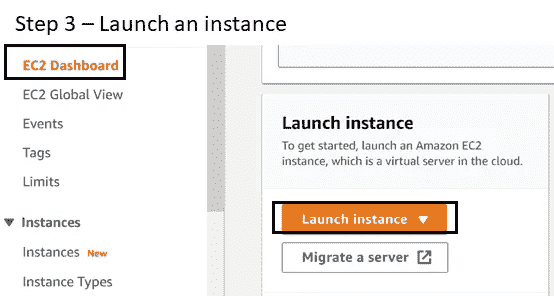 Step 3 – Launch an instance
EC2 Dashboard
EC2 Global View
Events
Tags
Limits
Instances
Instances New
Instance Types
Launch instance
To get started, launch an Amazon EC2
instance, which is a virtual server in the cloud.
Launch instance
Migrate a server